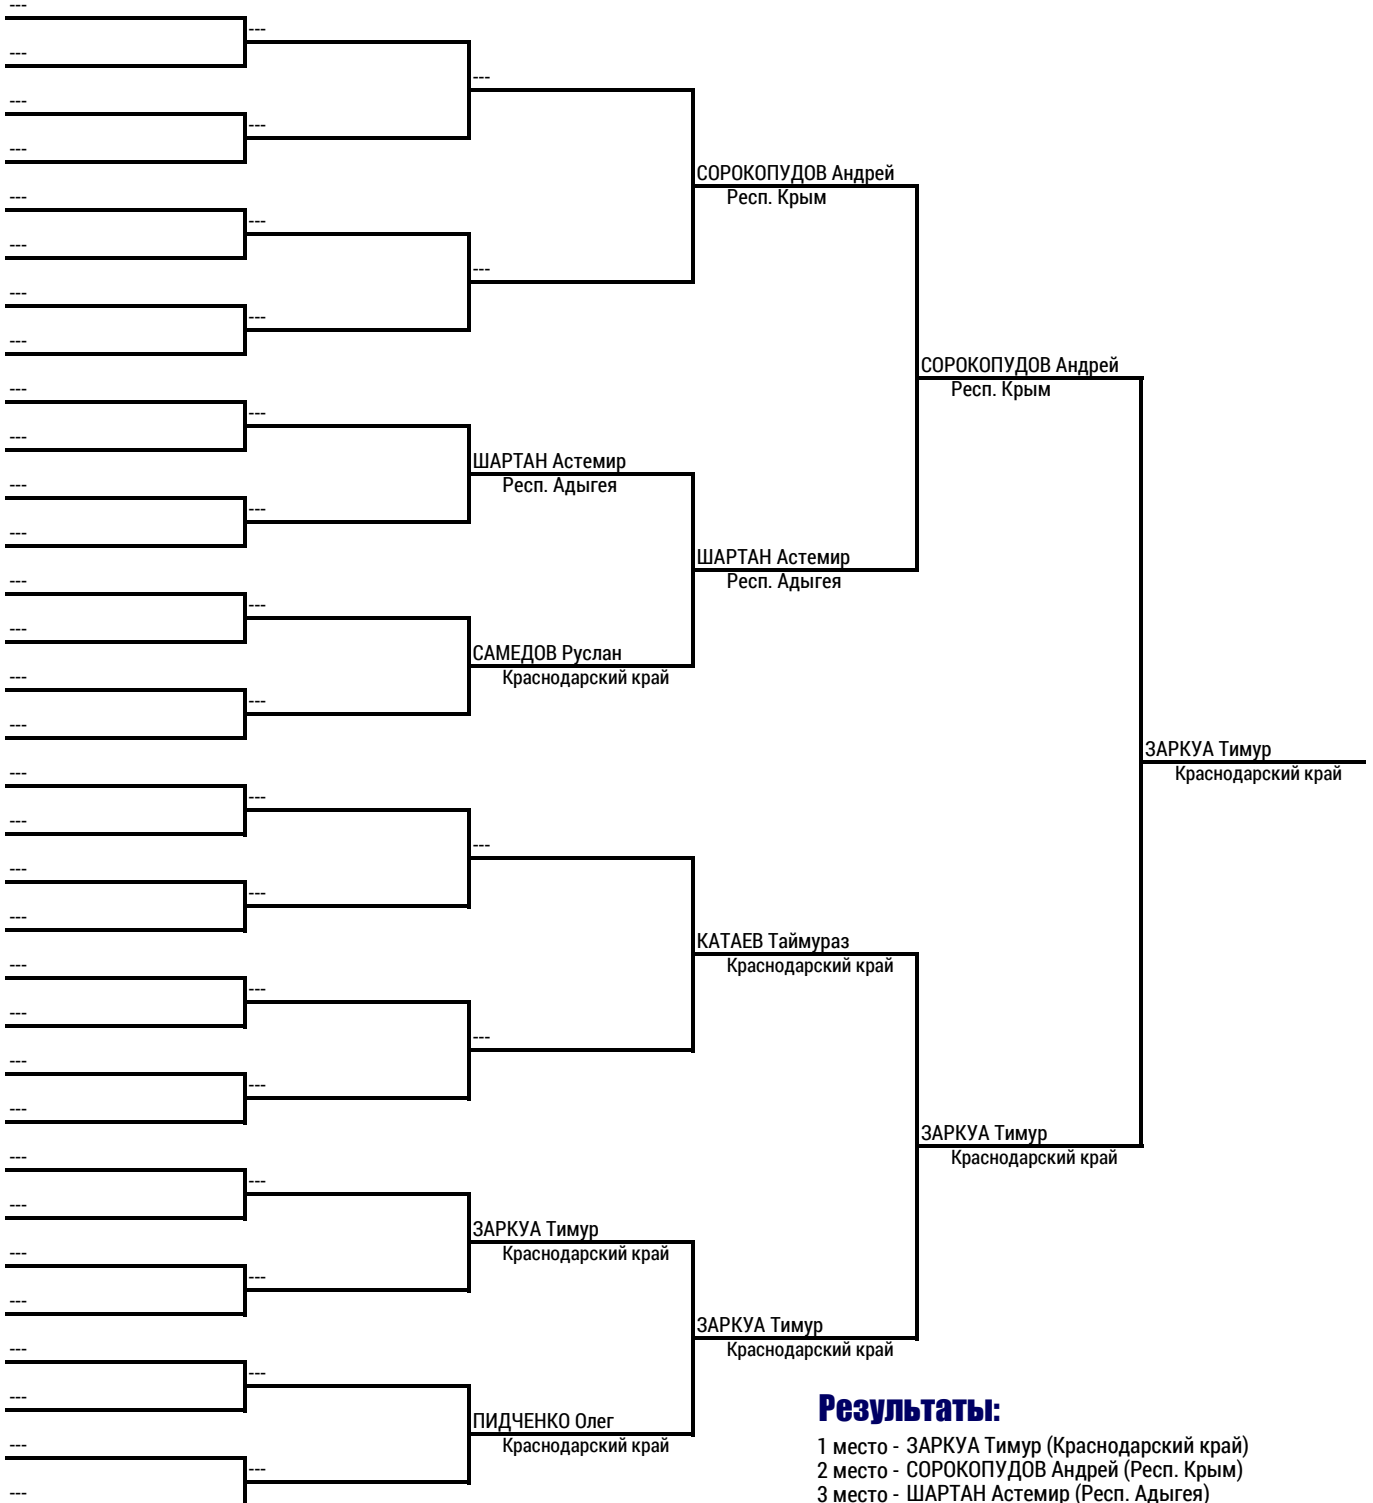 ---
---
---
---
---
---
---
---
---
---
СОРОКОПУДОВ Андрей
Респ. Крым
---
---
---
---
---
---
---
---
СОРОКОПУДОВ Андрей
Респ. Крым
---
---
---
ШАРТАН Астемир
Респ. Адыгея
---
---
---
ШАРТАН Астемир
Респ. Адыгея
---
---
---
САМЕДОВ Руслан
Краснодарский край
---
---
---
ЗАРКУА Тимур
Краснодарский край
---
---
---
---
---
---
---
КАТАЕВ Таймураз
Краснодарский край
---
---
---
---
---
---
---
---
ЗАРКУА Тимур
Краснодарский край
---
---
---
ЗАРКУА Тимур
Краснодарский край
---
---
---
ЗАРКУА Тимур
Краснодарский край
---
---
---
ПИДЧЕНКО Олег
Краснодарский край
---
---
---
Результаты:
1 место - ЗАРКУА Тимур (Краснодарский край)
2 место - СОРОКОПУДОВ Андрей (Респ. Крым)
3 место - ШАРТАН Астемир (Респ. Адыгея)